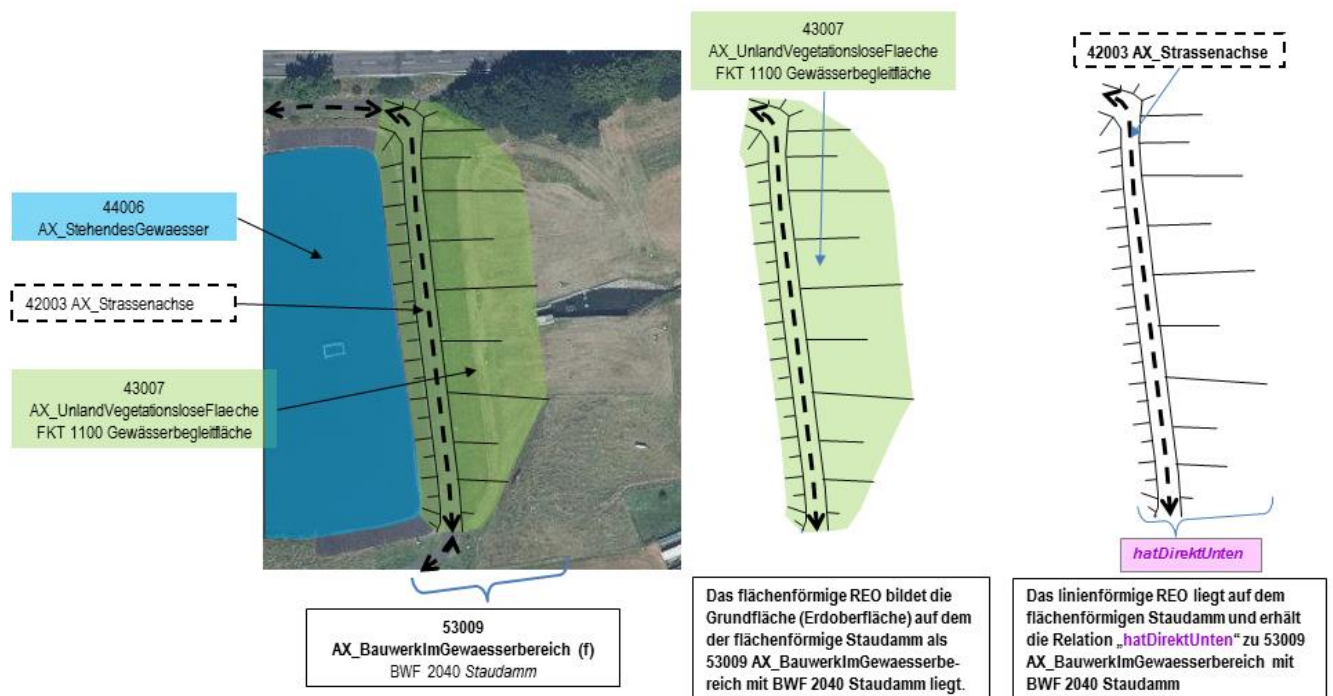 43007
AX_UnlandVegetationsloseFlaeche
FKT 1100 Gewässerbegleitfläche
42003 AX_Strassenachse
44006
AX_StehendesGewaesser
42003 AX_Strassenachse
43007
AX_UnlandVegetationsloseFlaeche
FKT 1100 Gewässerbegleitfläche
53009
AX_BauwerkImGewaesserbereich (f)
BWF 2040 Staudamm
Das flächenförmige REO bildet die
Grundfläche (Erdoberfläche) auf dem
der flächenförmige Staudamm als
53009 AX_BauwerkImGewaesserbe-
reich mit BWF 2040 Staudamm liegt.
hatDirektUnten
Das linienförmige REO liegt auf dem
flächenförmigen Staudamm und erhält
die Relation „hatDirektUnten“ zu 53009
AX_BauwerkImGewaesserbereich mit
BWF 2040 Staudamm